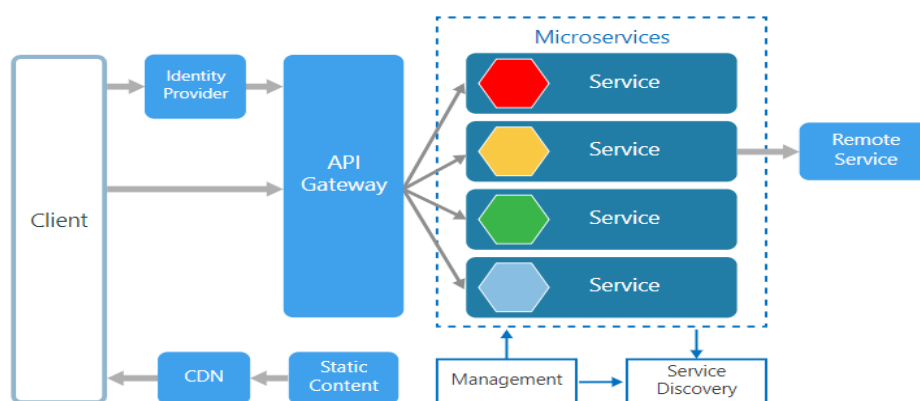 Microservices
Client
Identity
Provider
API
Gateway
Service
Service
Service
Service
Remote
Service
CDN
Static
Content
Management
Service
Discovery